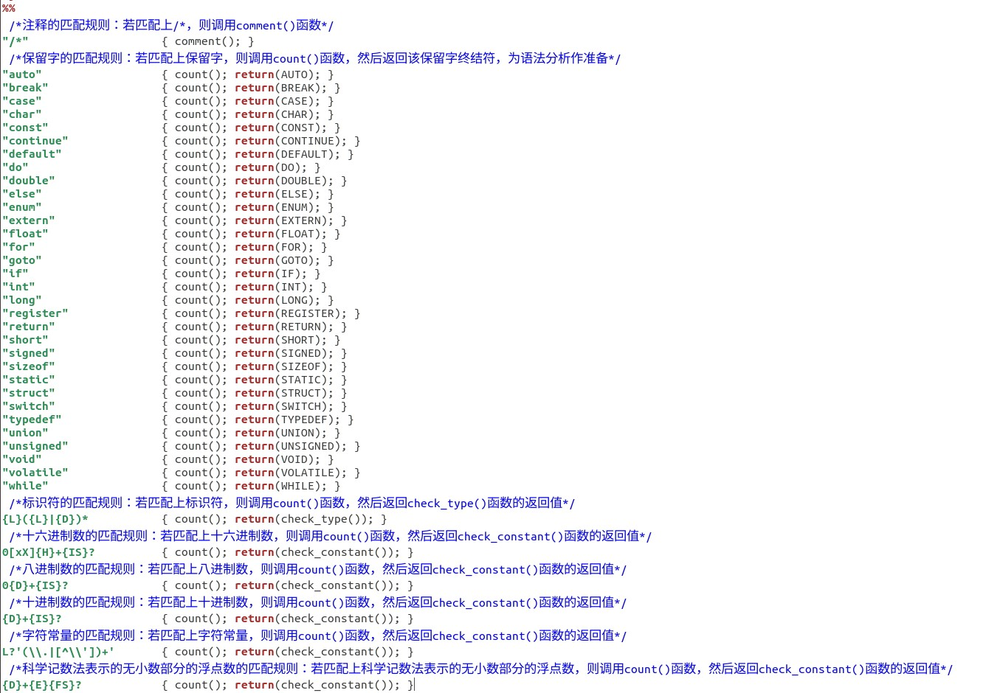 %%
/*注释的匹配规则：若匹配上/*，则调用comment()函数*/
"/*" { comment(); }
/*保留字的匹配规则：若匹配上保留字，则调用count()函数，然后返回该保留字终结符，为语法分析作准备*/
"auto" { count(); return(AUTO); }
"break" { count(); return(BREAK); }
"case" { count(); return(CASE); }
"char" { count(); return(CHAR); }
"const" { count(); return(CONST); }
"continue" { count(); return(CONTINUE); }
"default" { count(); return(DEFAULT); }
"do" { count(); return(DO); }
"double" { count(); return(DOUBLE); }
"else" { count(); return(ELSE); }
"enum" { count(); return(ENUM); }
"extern" { count(); return(EXTERN); }
"float" { count(); return(FLOAT); }
"for" { count(); return(FOR); }
"goto" { count(); return(GOTO); }
"if" { count(); return(IF); }
"int" { count(); return(INT); }
"long" { count(); return(LONG); }
"register" { count(); return(REGISTER); }
"return" { count(); return(RETURN); }
"short" { count(); return(SHORT); }
"signed" { count(); return(SIGNED); }
"sizeof" { count(); return(SIZEOF); }
"static" { count(); return(STATIC); }
"struct" { count(); return(STRUCT); }
"switch" { count(); return(SWITCH); }
"typedef" { count(); return(TYPEDEF); }
"union" { count(); return(UNION); }
"unsigned" { count(); return(UNSIGNED); }
"void" { count(); return(VOID); }
"volatile" { count(); return(VOLATILE); }
"while" { count(); return(WHILE); }
/*标识符的匹配规则：若匹配上标识符，则调用count()函数，然后返回check_type()函数的返回值*/
{L}({L}|{D})* { count(); return(check_type()); }
/*十六进制数的匹配规则：若匹配上十六进制数，则调用count()函数，然后返回check_constant()函数的返回值*/
0[xX]{H}+{IS}? { count(); return(check_constant()); }
/*八进制数的匹配规则：若匹配上八进制数，则调用count()函数，然后返回check_constant()函数的返回值*/
0{D}+{IS}? { count(); return(check_constant()); }
/*十进制数的匹配规则：若匹配上十进制数，则调用count()函数，然后返回check_constant()函数的返回值*/
{D}+{IS}? { count(); return(check_constant()); }
/*字符常量的匹配规则：若匹配上字符常量，则调用count()函数，然后返回check_constant()函数的返回值*/
L?'(\\.|[^\\'])+' { count(); return(check_constant()); }
/*科学记数法表示的无小数部分的浮点数的匹配规则：若匹配上科学记数法表示的无小数部分的浮点数，则调用count()函数，然后返回check_constant()函数的返回值*/
{D}+{E}{FS}? { count(); return(check_constant()); }